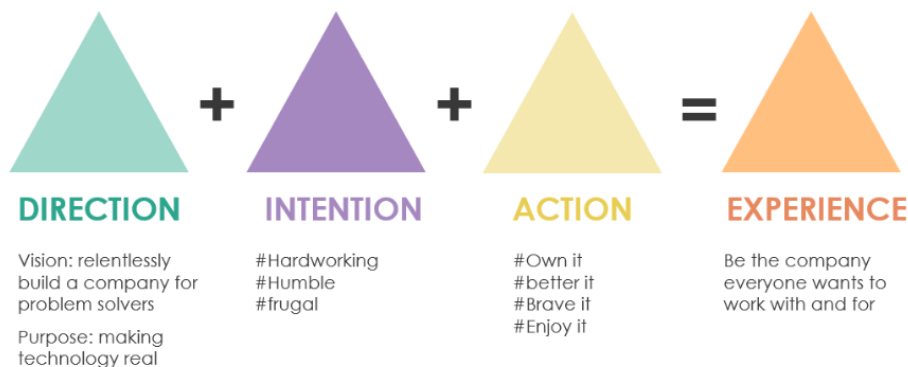 + + =
DIRECTION
Vision: relentlessly
build a company for
problem solvers
Purpose: making
technology real
INTENTION
#Hardworking
#Humble
#frugal
ACTION
#Own it
#better it
#Brave it
#Enjoy it
EXPERIENCE
Be the company
everyone wants to
work with and for